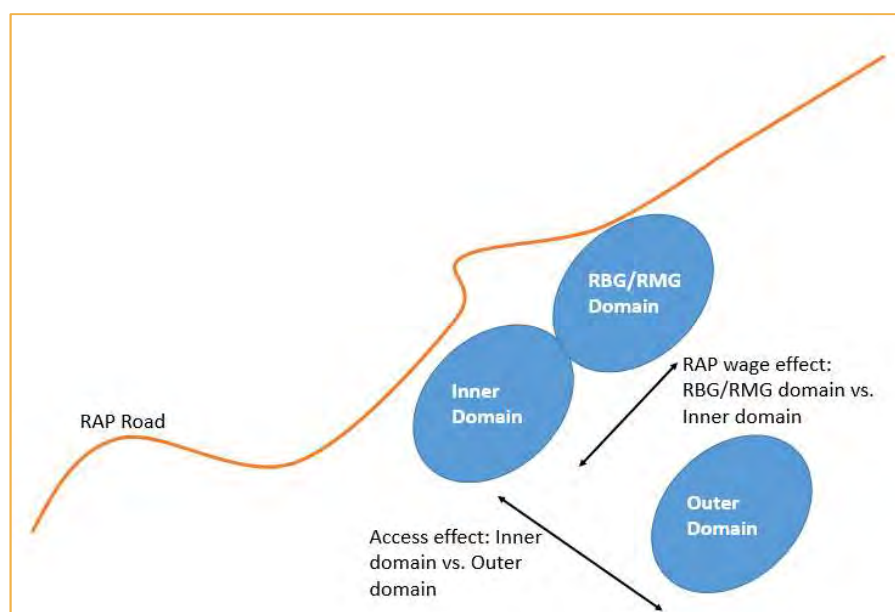 RBG/RMG
Domain
RAP wage effect:
RBG/RMG domain vs.
Inner domain
Inner
Domain
RAP Road
Outer
Domain
Access effect: Inner
domain vs. Outer
domain